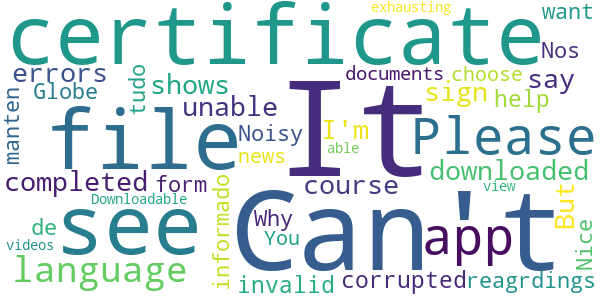 exhausting
certificate
want
Nos
errors
tudo
shows
documents
choose
say
Globe
sign
help
manten
file
unable
It
Noisy
I'm
Please
news
able
downloaded
completed
form
course
view
But
Downloadable
see
informado
Why
Can't
app
Nice
de
You
videos
language
invalid
corrupted
reagrdings